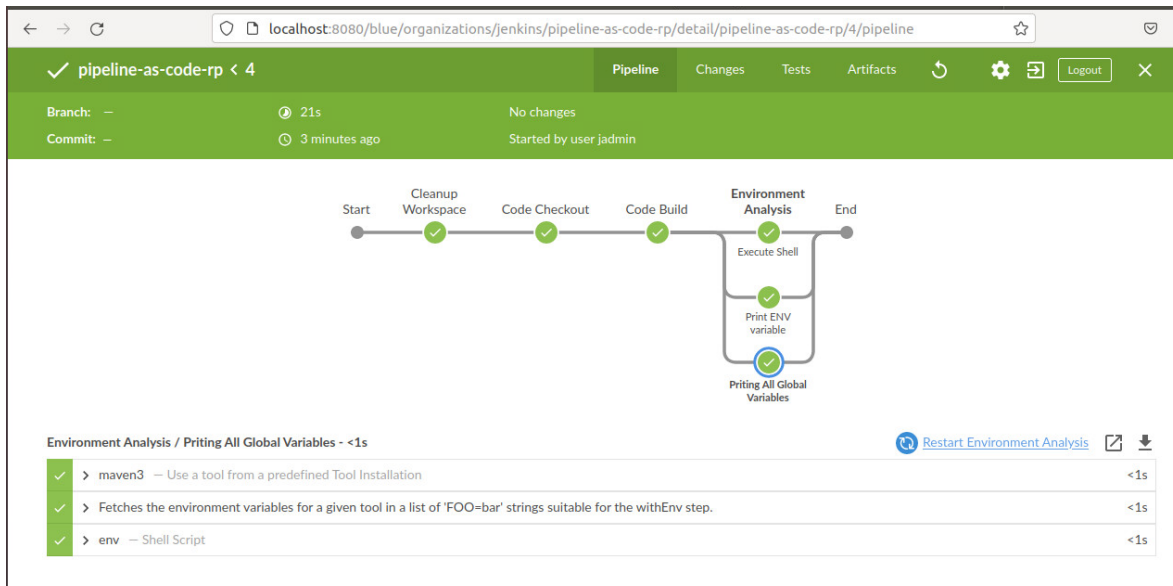 localhost:8080/blue/organizations/jenkins/pipeline-as-code-rp/detail/pipeline-as-code-rp/4/pipeline
pipeline-as-code-rp < 4
Pipeline Changes Tests Artifacts Logout
Branch: — 21s No changes
Commit: — 3 minutes ago Started by user jadmin
Start
Cleanup
Workspace
Code Checkout
Code Build
Environment
Analysis
End
Execute Shell
Print ENV
variable
Priting All Global
Variables
Environment Analysis / Priting All Global Variables - <1s Restart Environment Analysis
maven3 — Use a tool from a predefined Tool Installation <1s
Fetches the environment variables for a given tool in a list of 'FOO=bar' strings suitable for the withEnv step. <1s
env — Shell Script <1s